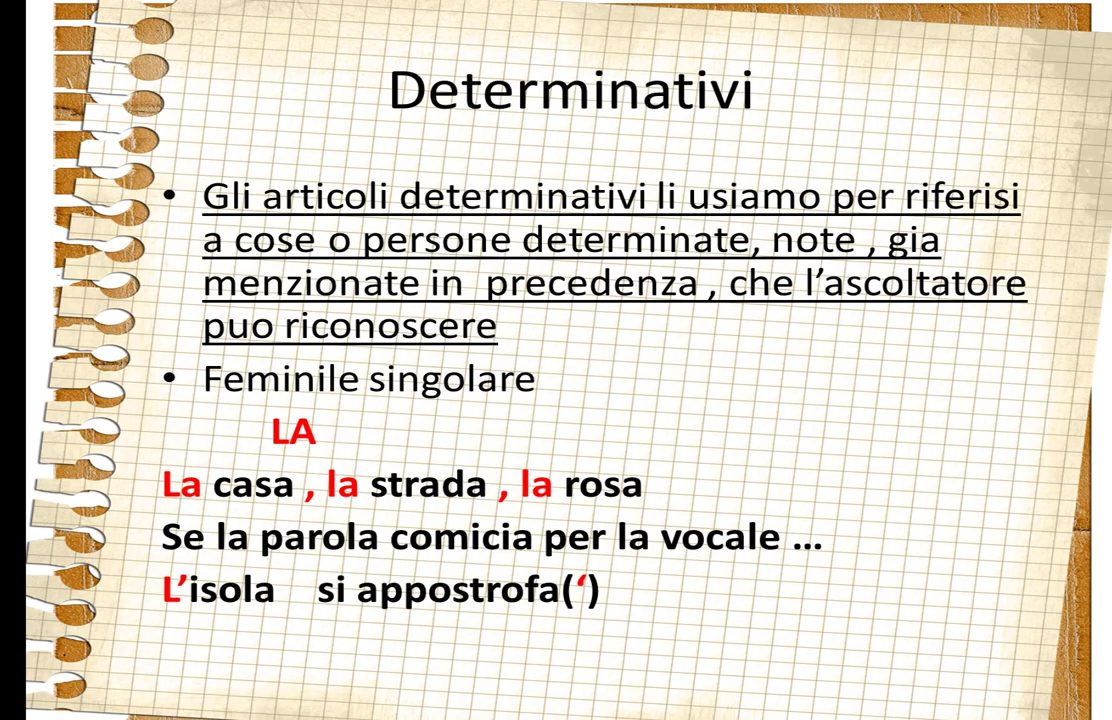 Determinativi
• Gli articoli determinativi li usiamo per riferisi
a cose o persone determinate, note , gia
menzionate in  precedenza , che l’ascoltatore
puo riconoscere
• Feminile singolare
LA
La casa , la strada , la rosa
Se la parola comicia per la vocale …
L’isola    si appostrofa(‘)